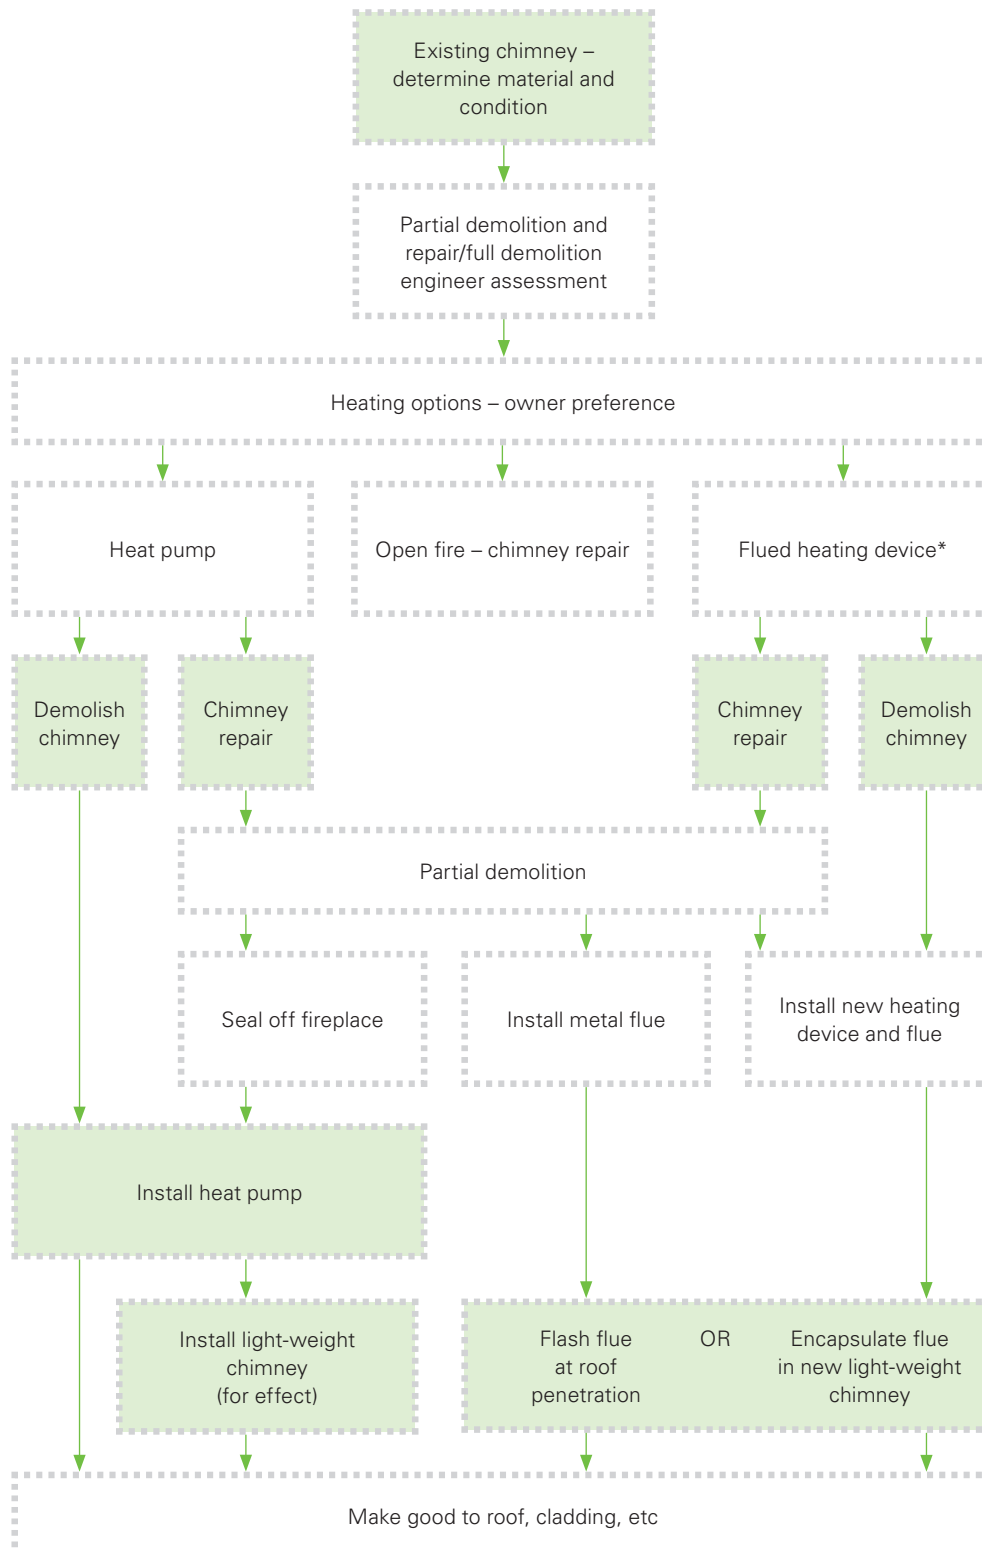 Existing chimney –
determine material and
condition
Partial demolition and
repair/full demolition
engineer assessment
Heating options – owner preference
Heat pump
Open fire – chimney repair
Flued heating device*
Demolish
chimney
Chimney
repair
Chimney
repair
Demolish
chimney
Partial demolition
Seal off fireplace
Install metal flue
Install new heating
device and flue
Install heat pump
Install light-weight
chimney
(for effect)
Flash flue
at roof
penetration
OR
Encapsulate flue
in new light-weight
chimney
Make good to roof, cladding, etc